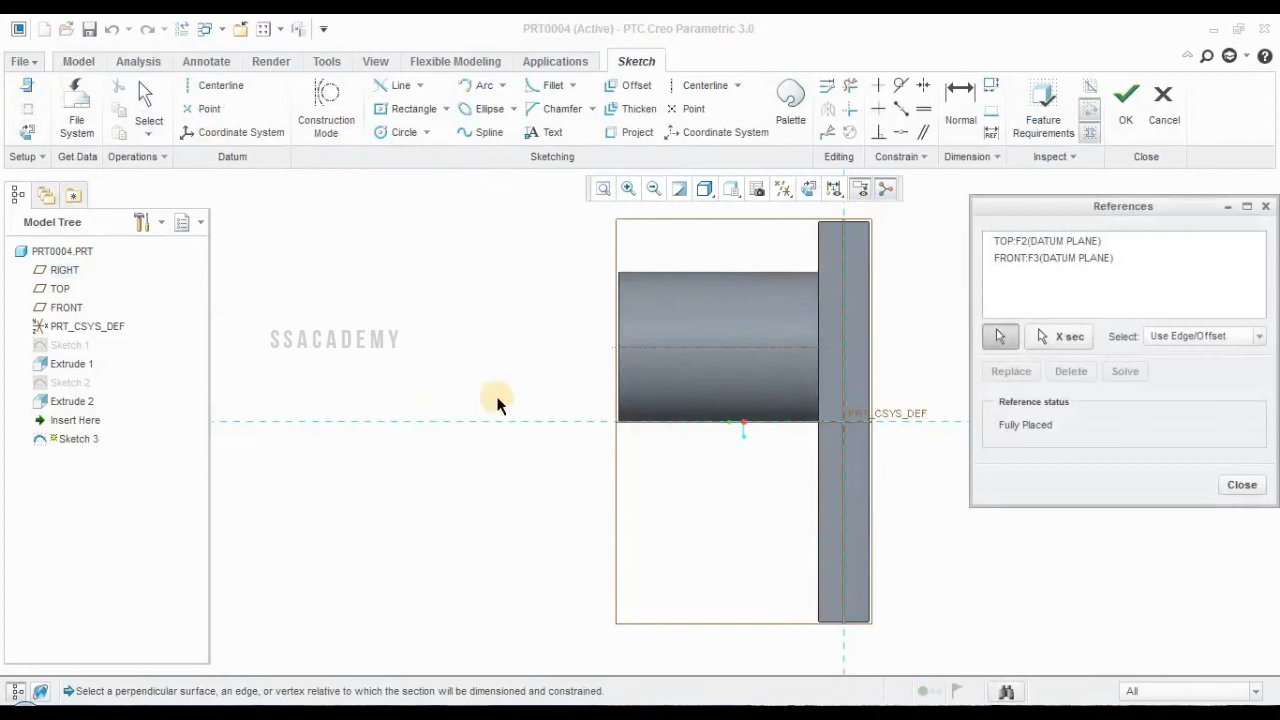 PRT0004 (Active) - PTC Creo Parametric 3.0
File
Model
Analysis
Annotate
Render
Tools
View
Flexible Modeling
Applications
Sketch
File
System
Select
Centerline
Point
Coordinate System
Construction
Mode
Line
Arc
Fillet
Offset
Centerline
Rectangle
Ellipse
Chamfer
Thicken
Point
Circle
Spline
Text
Project
Coordinate System
Palette
Normal
REF
Feature
Requirements
OK
Cancel
Setup
Get Data
Operations
Datum
Sketching
Editing
Constrain
Dimension
Inspect
Close
Model Tree
PRT0004.PRT
RIGHT
TOP
FRONT
PRT_CSYS_DEF
Sketch 1
Extrude 1
Sketch 2
Extrude 2
Insert Here
Sketch 3
SSACADEMY
PRT_CSYS_DEF
References
TOP:F2(DATUM PLANE)
FRONT:F3(DATUM PLANE)
X sec
Select:
Use Edge/Offset
Replace
Delete
Solve
Reference status
Fully Placed
Close
Select a perpendicular surface, an edge, or vertex relative to which the section will be dimensioned and constrained.
All